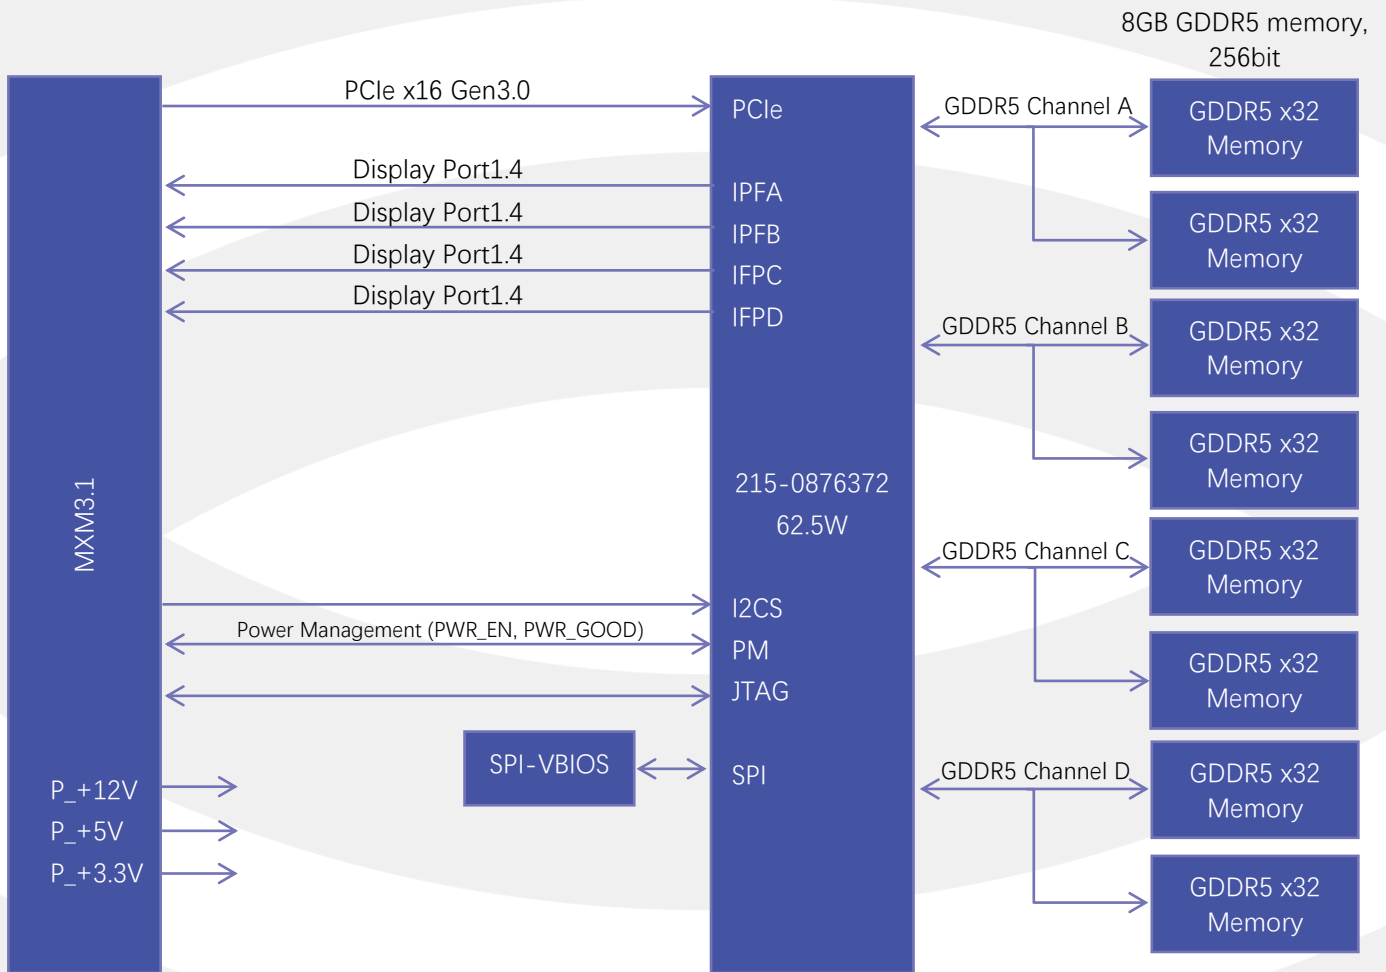 8GB GDDR5 memory,
256bit
MXM3.1
P_+12V
P_+5V
P_+3.3V
PCIe x16 Gen3.0
Display Port1.4
Display Port1.4
Display Port1.4
Display Port1.4
Power Management (PWR_EN, PWR_GOOD)
SPI-VBIOS
PCIe
IPFA
IPFB
IFPC
IFPD
215-0876372
62.5W
I2CS
PM
JTAG
SPI
GDDR5 Channel A
GDDR5 x32
Memory
GDDR5 x32
Memory
GDDR5 Channel B
GDDR5 x32
Memory
GDDR5 x32
Memory
GDDR5 Channel C
GDDR5 x32
Memory
GDDR5 x32
Memory
GDDR5 Channel D
GDDR5 x32
Memory
GDDR5 x32
Memory